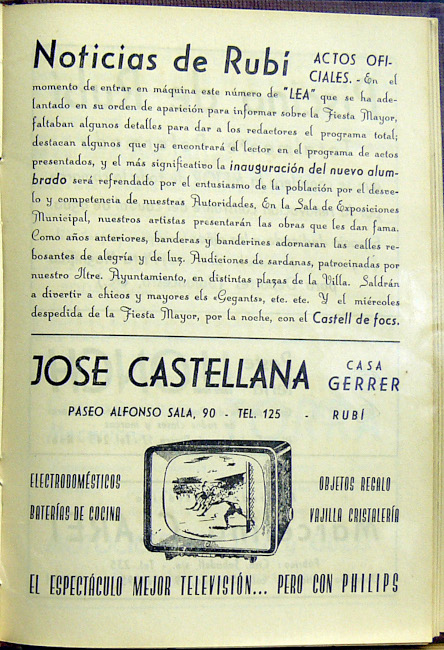 Noticias de Rubí ACTOS OFI-
CIALES. - En el
momento de entrar en máquina este número de "LEA" que se ha ade-
lantado en su orden de aparición para informar sobre la Fiesta Mayor,
faltaban algunos detalles para dar a los redactores el programa total;
destacan algunos que ya encontrará el lector en el programa de actos
presentados, y el más significativo la inauguración del nuevo alum-
brado será refrendado por el entusiasmo de la población por el desve-
lo y competencia de nuestras Autoridades, En la Sala de Exposiciones
Municipal, nuestros artistas presentarán las obras que les dan fama.
Como años anteriores, banderas y banderines adornaran las calles re-
bosantes de alegría y de luz. Audiciones de sardanas, patrocinadas por
nuestro Iltre. Ayuntamiento, en distintas plazas de la Villa. Saldrán
a divertir a chicos y mayores els «Gegants», etc. etc. Y el miércoles
despedida de la Fiesta Mayor, por la noche, con el Castell de focs.
JOSE CASTELLANA CASA
GERRER
PASEO ALFONSO SALA, 90 - TEL. 125 - RUBÍ
ELECTRODOMÉSTICOS OBJETOS REGALO
BATERÍAS DE COCINA VAJILLA CRISTALERÍA
EL ESPECTÁCULO MEJOR TELEVISIÓN... PERO CON PHILIPS